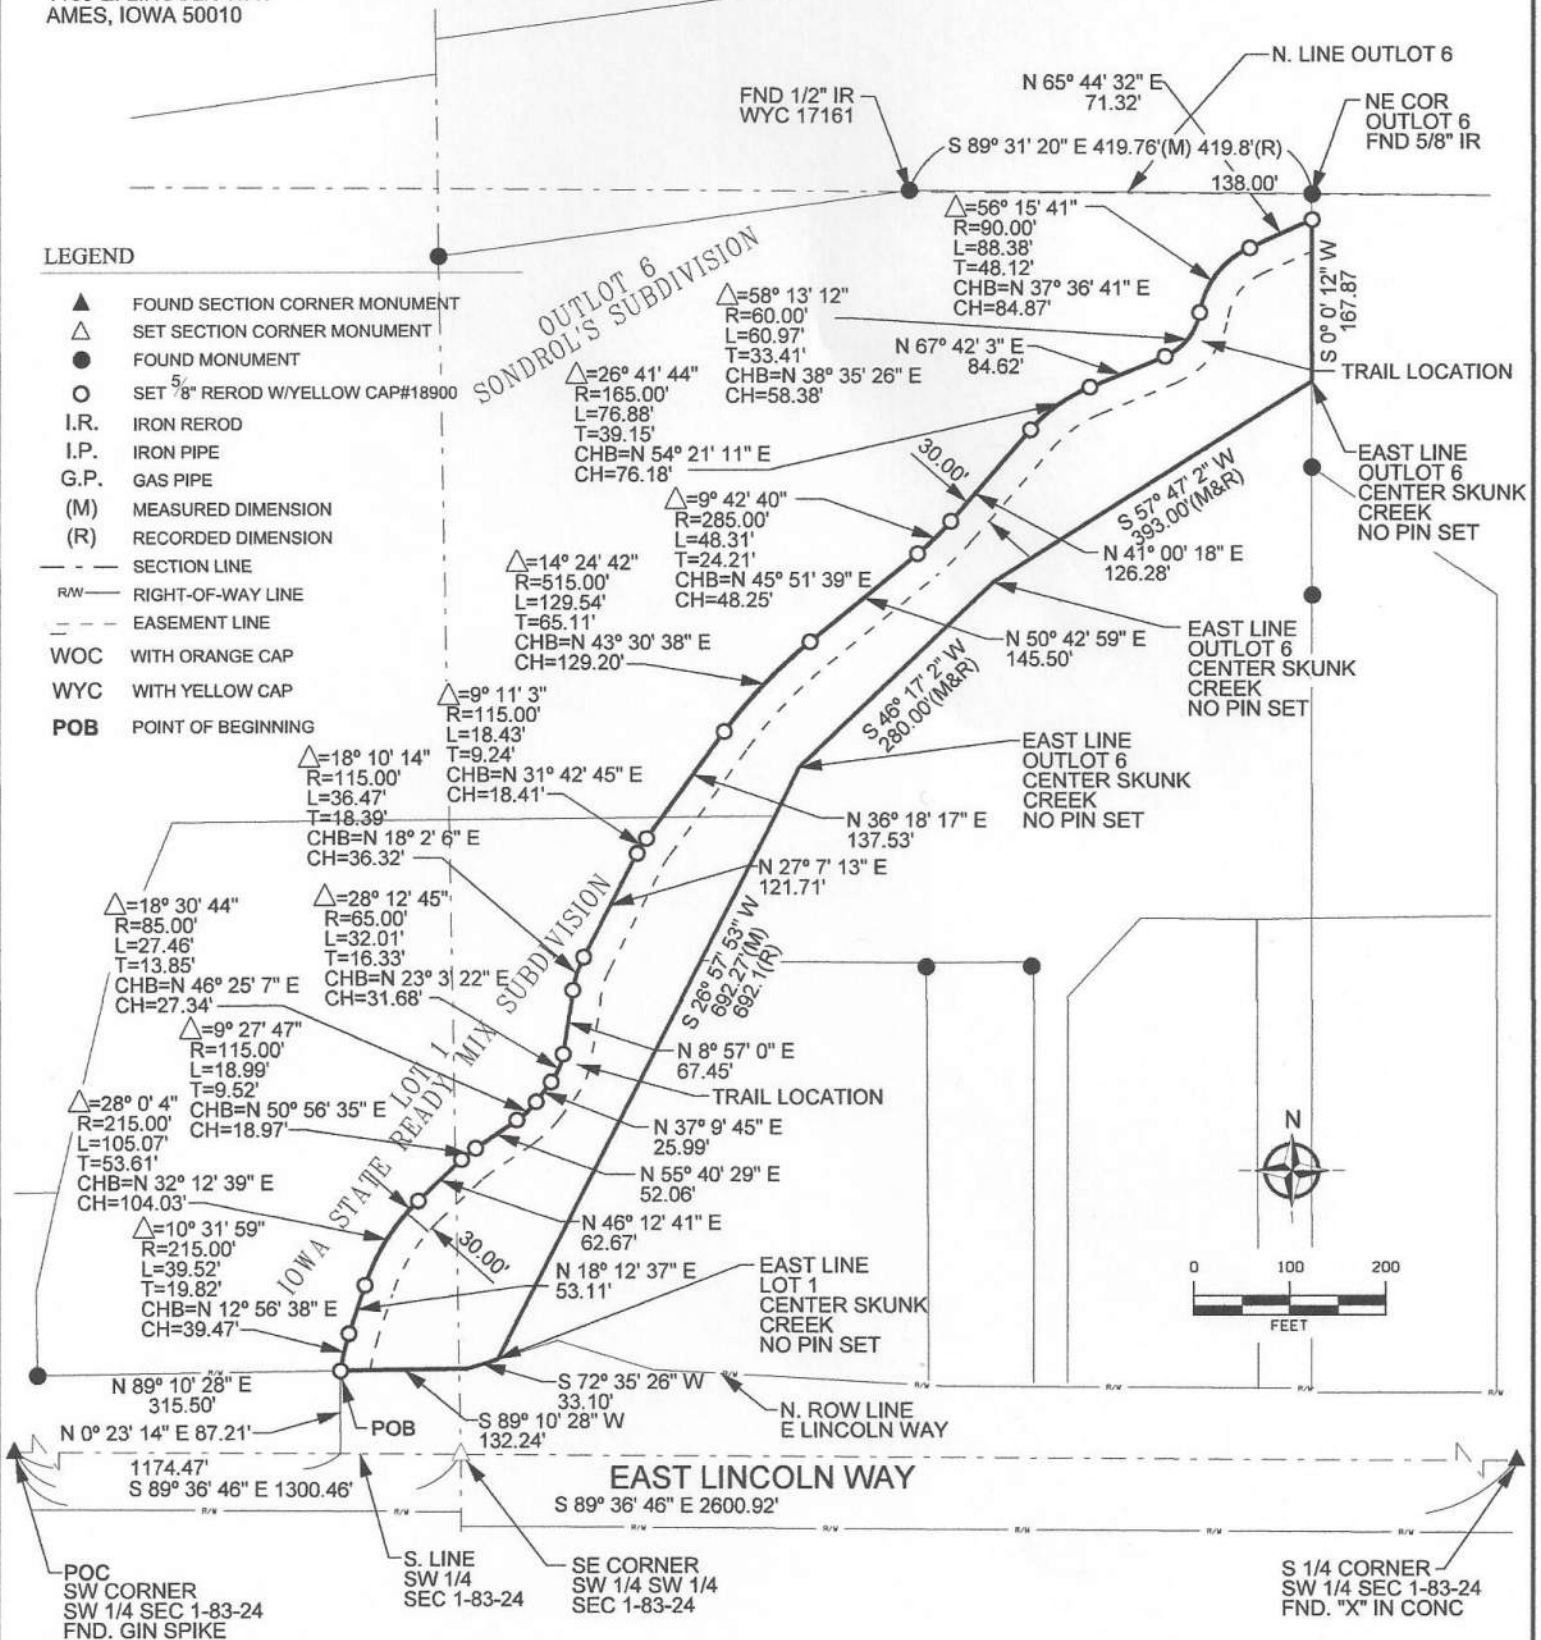 AMES, IOWA 50010
N. LINE OUTLOT 6
FND 1/2" IR
WYC 17161
N 65° 44' 32" E
71.32'
NE COR
OUTLOT 6
FND 5/8" IR
S 89° 31' 20" E 419.76'(M) 419.8'(R)
138.00'
△=56° 15' 41"
R=90.00'
L=88.38'
T=48.12'
CHB=N 37° 36' 41" E
CH=84.87'
S 0° 0' 12" W
167.87
LEGEND
FOUND SECTION CORNER MONUMENT
SET SECTION CORNER MONUMENT
FOUND MONUMENT
SET 5/8" REROD W/YELLOW CAP#18900
I.R. IRON REROD
I.P. IRON PIPE
G.P. GAS PIPE
(M) MEASURED DIMENSION
(R) RECORDED DIMENSION
SECTION LINE
R/W RIGHT-OF-WAY LINE
EASEMENT LINE
WOC WITH ORANGE CAP
WYC WITH YELLOW CAP
POB POINT OF BEGINNING
OUTLOT 6
SONDROL'S SUBDIVISION
△=58° 13' 12"
R=60.00'
L=60.97'
T=33.41'
CHB=N 38° 35' 26" E
CH=58.38'
N 67° 42' 3" E
84.62'
TRAIL LOCATION
△=26° 41' 44"
R=165.00'
L=76.88'
T=39.15'
CHB=N 54° 21' 11" E
CH=76.18'
30.00'
EAST LINE
OUTLOT 6
CENTER SKUNK
CREEK
NO PIN SET
S 57° 47' 2" W
393.00'(M&R)
△=9° 42' 40"
R=285.00'
L=48.31'
T=24.21'
CHB=N 45° 51' 39" E
CH=48.25'
N 41° 00' 18" E
126.28'
△=14° 24' 42"
R=515.00'
L=129.54'
T=65.11'
CHB=N 43° 30' 38" E
CH=129.20'
N 50° 42' 59" E
145.50'
EAST LINE
OUTLOT 6
CENTER SKUNK
CREEK
NO PIN SET
S 46° 17' 2" W
280.00'(M&R)
△=9° 11' 3"
R=115.00'
L=18.43'
T=9.24'
CHB=N 31° 42' 45" E
CH=18.41'
EAST LINE
OUTLOT 6
CENTER SKUNK
CREEK
NO PIN SET
△=18° 10' 14"
R=115.00'
L=36.47'
T=18.39'
CHB=N 18° 2' 6" E
CH=36.32'
N 36° 18' 17" E
137.53'
N 27° 7' 13" E
121.71'
△=18° 30' 44"
R=85.00'
L=27.46'
T=13.85'
CHB=N 46° 25' 7" E
CH=27.34'
△=28° 12' 45"
R=65.00'
L=32.01'
T=16.33'
CHB=N 23° 3' 22" E
CH=31.68'
S 26° 57' 53" W
692.27'(M)
692.1(R)
LOT 1
IOWA STATE READY MIX SUBDIVISION
△=9° 27' 47"
R=115.00'
L=18.99'
T=9.52'
CHB=N 50° 56' 35" E
CH=18.97'
N 8° 57' 0" E
67.45'
TRAIL LOCATION
△=28° 0' 4"
R=215.00'
L=105.07'
T=53.61'
CHB=N 32° 12' 39" E
CH=104.03'
N 37° 9' 45" E
25.99'
N 55° 40' 29" E
52.06'
N
△=10° 31' 59"
R=215.00'
L=39.52'
T=19.82'
CHB=N 12° 56' 38" E
CH=39.47'
N 46° 12' 41" E
62.67'
30.00'
N 18° 12' 37" E
53.11'
EAST LINE
LOT 1
CENTER SKUNK
CREEK
NO PIN SET
0 100 200
FEET
R/W
R/W
R/W
R/W
R/W
R/W
R/W
N 89° 10' 28" E
315.50'
S 72° 35' 26" W
33.10'
N 0° 23' 14" E 87.21'
POB
S 89° 10' 28" W
132.24'
N. ROW LINE
E LINCOLN WAY
1174.47'
S 89° 36' 46" E 1300.46'
EAST LINCOLN WAY
S 89° 36' 46" E 2600.92'
R/W
R/W
R/W
R/W
R/W
R/W
R/W
POC
SW CORNER
SW 1/4 SEC 1-83-24
FND. GIN SPIKE
S. LINE
SW 1/4
SEC 1-83-24
SE CORNER
SW 1/4 SW 1/4
SEC 1-83-24
S 1/4 CORNER
SW 1/4 SEC 1-83-24
FND. "X" IN CONC